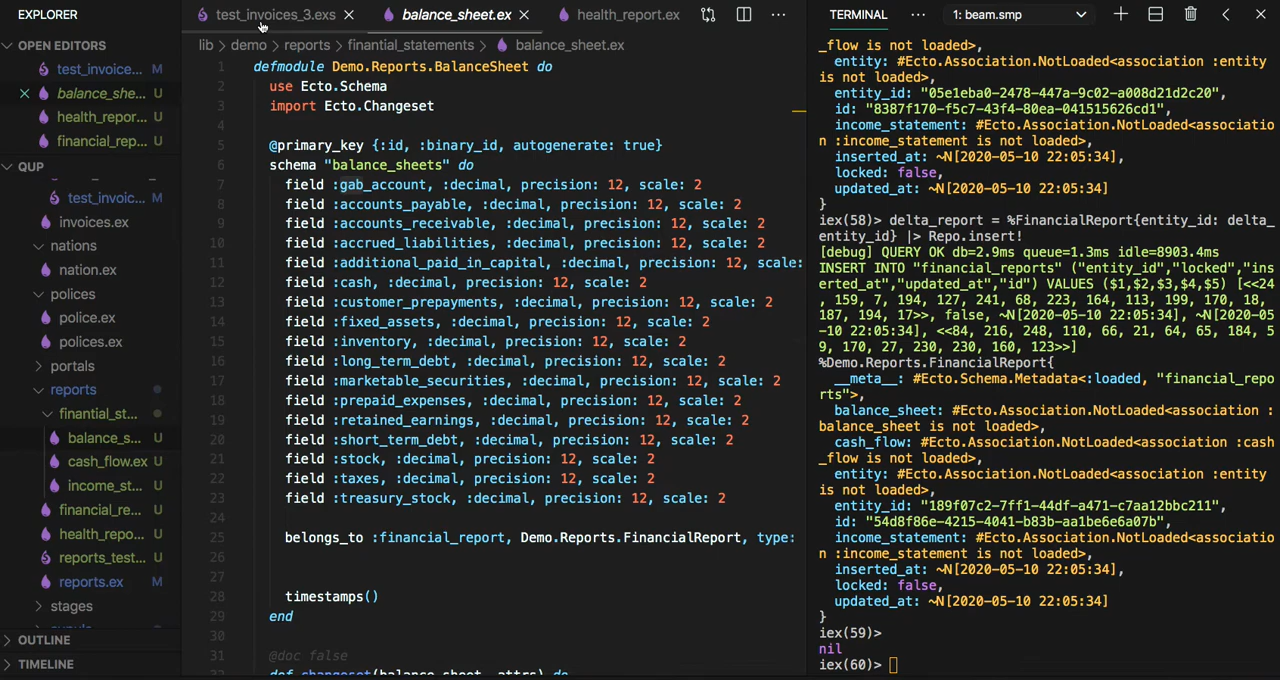 EXPLORER
OPEN EDITORS
test_invoice... M
balance_she... U
health_repor... U
financial_rep... U
QUP
test_invoic... M
invoices.ex
nations
nation.ex
polices
police.ex
polices.ex
portals
reports
finantial_st...
balance_s... U
cash_flow.ex U
income_st... U
financial_re... U
health_repo... U
reports_test... U
reports.ex M
stages
OUTLINE
TIMELINE
test_invoices_3.exs
balance_sheet.ex
health_report.ex
lib > demo > reports > finantial_statements > balance_sheet.ex
1 defmodule Demo.Reports.BalanceSheet do
2 use Ecto.Schema
3 import Ecto.Changeset
4
5 @primary_key {:id, :binary_id, autogenerate: true}
6 schema "balance_sheets" do
7 field :gab_account, :decimal, precision: 12, scale: 2
8 field :accounts_payable, :decimal, precision: 12, scale: 2
9 field :accounts_receivable, :decimal, precision: 12, scale: 2
10 field :accrued_liabilities, :decimal, precision: 12, scale: 2
11 field :additional_paid_in_capital, :decimal, precision: 12, scale:
12 field :cash, :decimal, precision: 12, scale: 2
13 field :customer_prepayments, :decimal, precision: 12, scale: 2
14 field :fixed_assets, :decimal, precision: 12, scale: 2
15 field :inventory, :decimal, precision: 12, scale: 2
16 field :long_term_debt, :decimal, precision: 12, scale: 2
17 field :marketable_securities, :decimal, precision: 12, scale: 2
18 field :prepaid_expenses, :decimal, precision: 12, scale: 2
19 field :retained_earnings, :decimal, precision: 12, scale: 2
20 field :short_term_debt, :decimal, precision: 12, scale: 2
21 field :stock, :decimal, precision: 12, scale: 2
22 field :taxes, :decimal, precision: 12, scale: 2
23 field :treasury_stock, :decimal, precision: 12, scale: 2
24
25 belongs_to :financial_report, Demo.Reports.FinancialReport, type:
26
27
28 timestamps()
29 end
30
31 @doc false
def changeset(balance_sheet, attrs) do
TERMINAL
1: beam.smp
_flow is not loaded>,
entity: #Ecto.Association.NotLoaded<association :entity
is not loaded>,
entity_id: "05e1eba0-2478-447a-9c02-a008d21d2c20",
id: "8387f170-f5c7-43f4-80ea-041515626cd1",
income_statement: #Ecto.Association.NotLoaded<associatio
n :income_statement is not loaded>,
inserted_at: ~N[2020-05-10 22:05:34],
locked: false,
updated_at: ~N[2020-05-10 22:05:34]
}
iex(58)> delta_report = %FinancialReport{entity_id: delta_
entity_id} |> Repo.insert!
[debug] QUERY OK db=2.9ms queue=1.3ms idle=8903.4ms
INSERT INTO "financial_reports" ("entity_id","locked","ins
erted_at","updated_at","id") VALUES ($1,$2,$3,$4,$5) [<<24
, 159, 7, 194, 127, 241, 68, 223, 164, 113, 199, 170, 18,
187, 194, 17>>, false, ~N[2020-05-10 22:05:34], ~N[2020-05
-10 22:05:34], <<84, 216, 248, 110, 66, 21, 64, 65, 184, 5
9, 170, 27, 230, 230, 160, 123>>]
%Demo.Reports.FinancialReport{
__meta__: #Ecto.Schema.Metadata<:loaded, "financial_repo
rts">,
balance_sheet: #Ecto.Association.NotLoaded<association :
balance_sheet is not loaded>,
cash_flow: #Ecto.Association.NotLoaded<association :cash
_flow is not loaded>,
entity: #Ecto.Association.NotLoaded<association :entity
is not loaded>,
entity_id: "189f07c2-7ff1-44df-a471-c7aa12bbc211",
id: "54d8f86e-4215-4041-b83b-aa1be6e6a07b",
income_statement: #Ecto.Association.NotLoaded<associatio
n :income_statement is not loaded>,
inserted_at: ~N[2020-05-10 22:05:34],
locked: false,
updated_at: ~N[2020-05-10 22:05:34]
}
iex(59)>
nil
iex(60)>